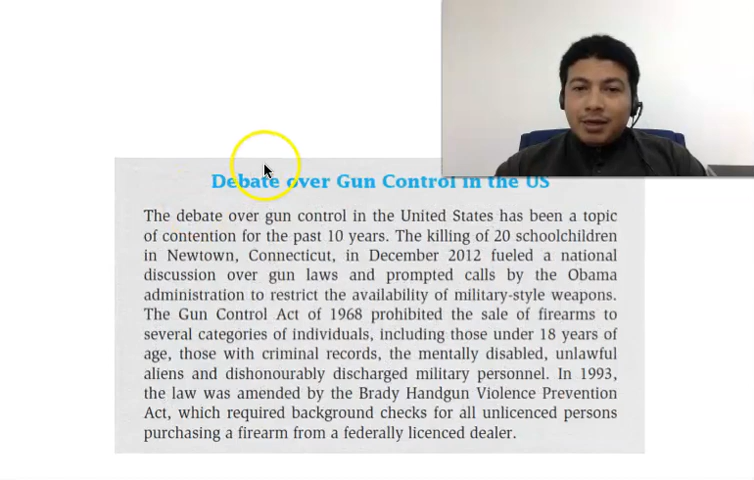 Debate over Gun Control in the US
The debate over gun control in the United States has been a topic
of contention for the past 10 years. The killing of 20 schoolchildren
in Newtown, Connecticut, in December 2012 fueled a national
discussion over gun laws and prompted calls by the Obama
administration to restrict the availability of military-style weapons.
The Gun Control Act of 1968 prohibited the sale of firearms to
several categories of individuals, including those under 18 years of
age, those with criminal records, the mentally disabled, unlawful
aliens and dishonourably discharged military personnel. In 1993,
the law was amended by the Brady Handgun Violence Prevention
Act, which required background checks for all unlicenced persons
purchasing a firearm from a federally licenced dealer.